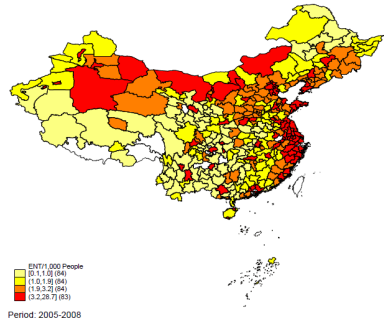 ENT/1,000 People
[0.1,1.0] (84)
(1.0,1.9] (84)
(1.9,3.2] (84)
(3.2,28.7] (83)
Period: 2005-2008